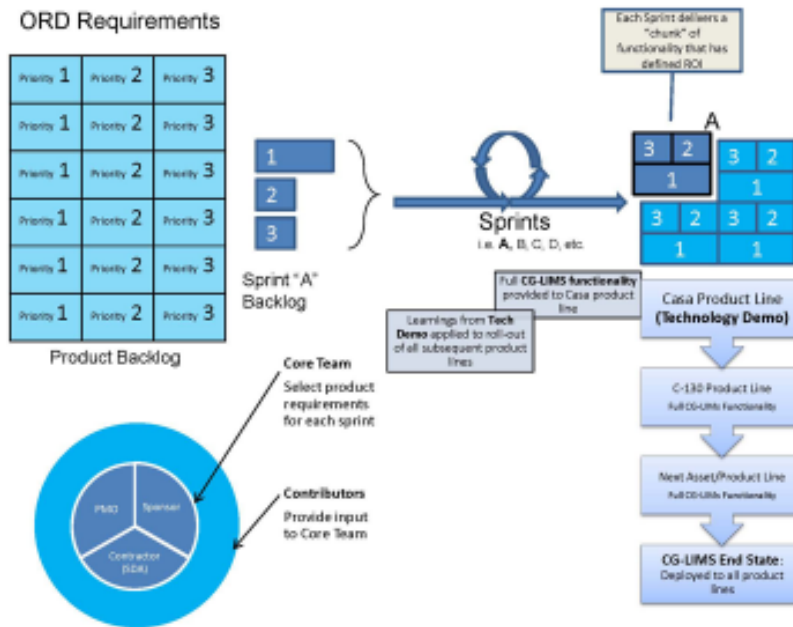 ORD Requirements
Priority 1 Priority 2 Priority 3
Priority 1 Priority 2 Priority 3
Priority 1 Priority 2 Priority 3
Priority 1 Priority 2 Priority 3
Priority 1 Priority 2 Priority 3
Priority 1 Priority 2 Priority 3
Product Backlog
1
2
3
Sprint "A"
Backlog
Sprints
i.e. A, B, C, D, etc.
Each Sprint delivers a
"chunk" of
functionality that has
defined ROI
A
3 2
1
3 2
1
3 2 3 2
1 1
Full CG-LIMS functionality
provided to Casa product
line
Learnings from Tech
Demo applied to roll-out
of all subsequent product
lines
Casa Product Line
(Technology Demo)
C-130 Product Line
Full CG-LIMs Functionality
Next Asset/Product Line
Full CG-LIMs Functionality
CG-LIMS End State:
Deployed to all product
lines
Core Team
Select product
requirements
for each sprint
Contributors
Provide input
to Core Team
PMO
Sponsor
Contractor
(SDA)